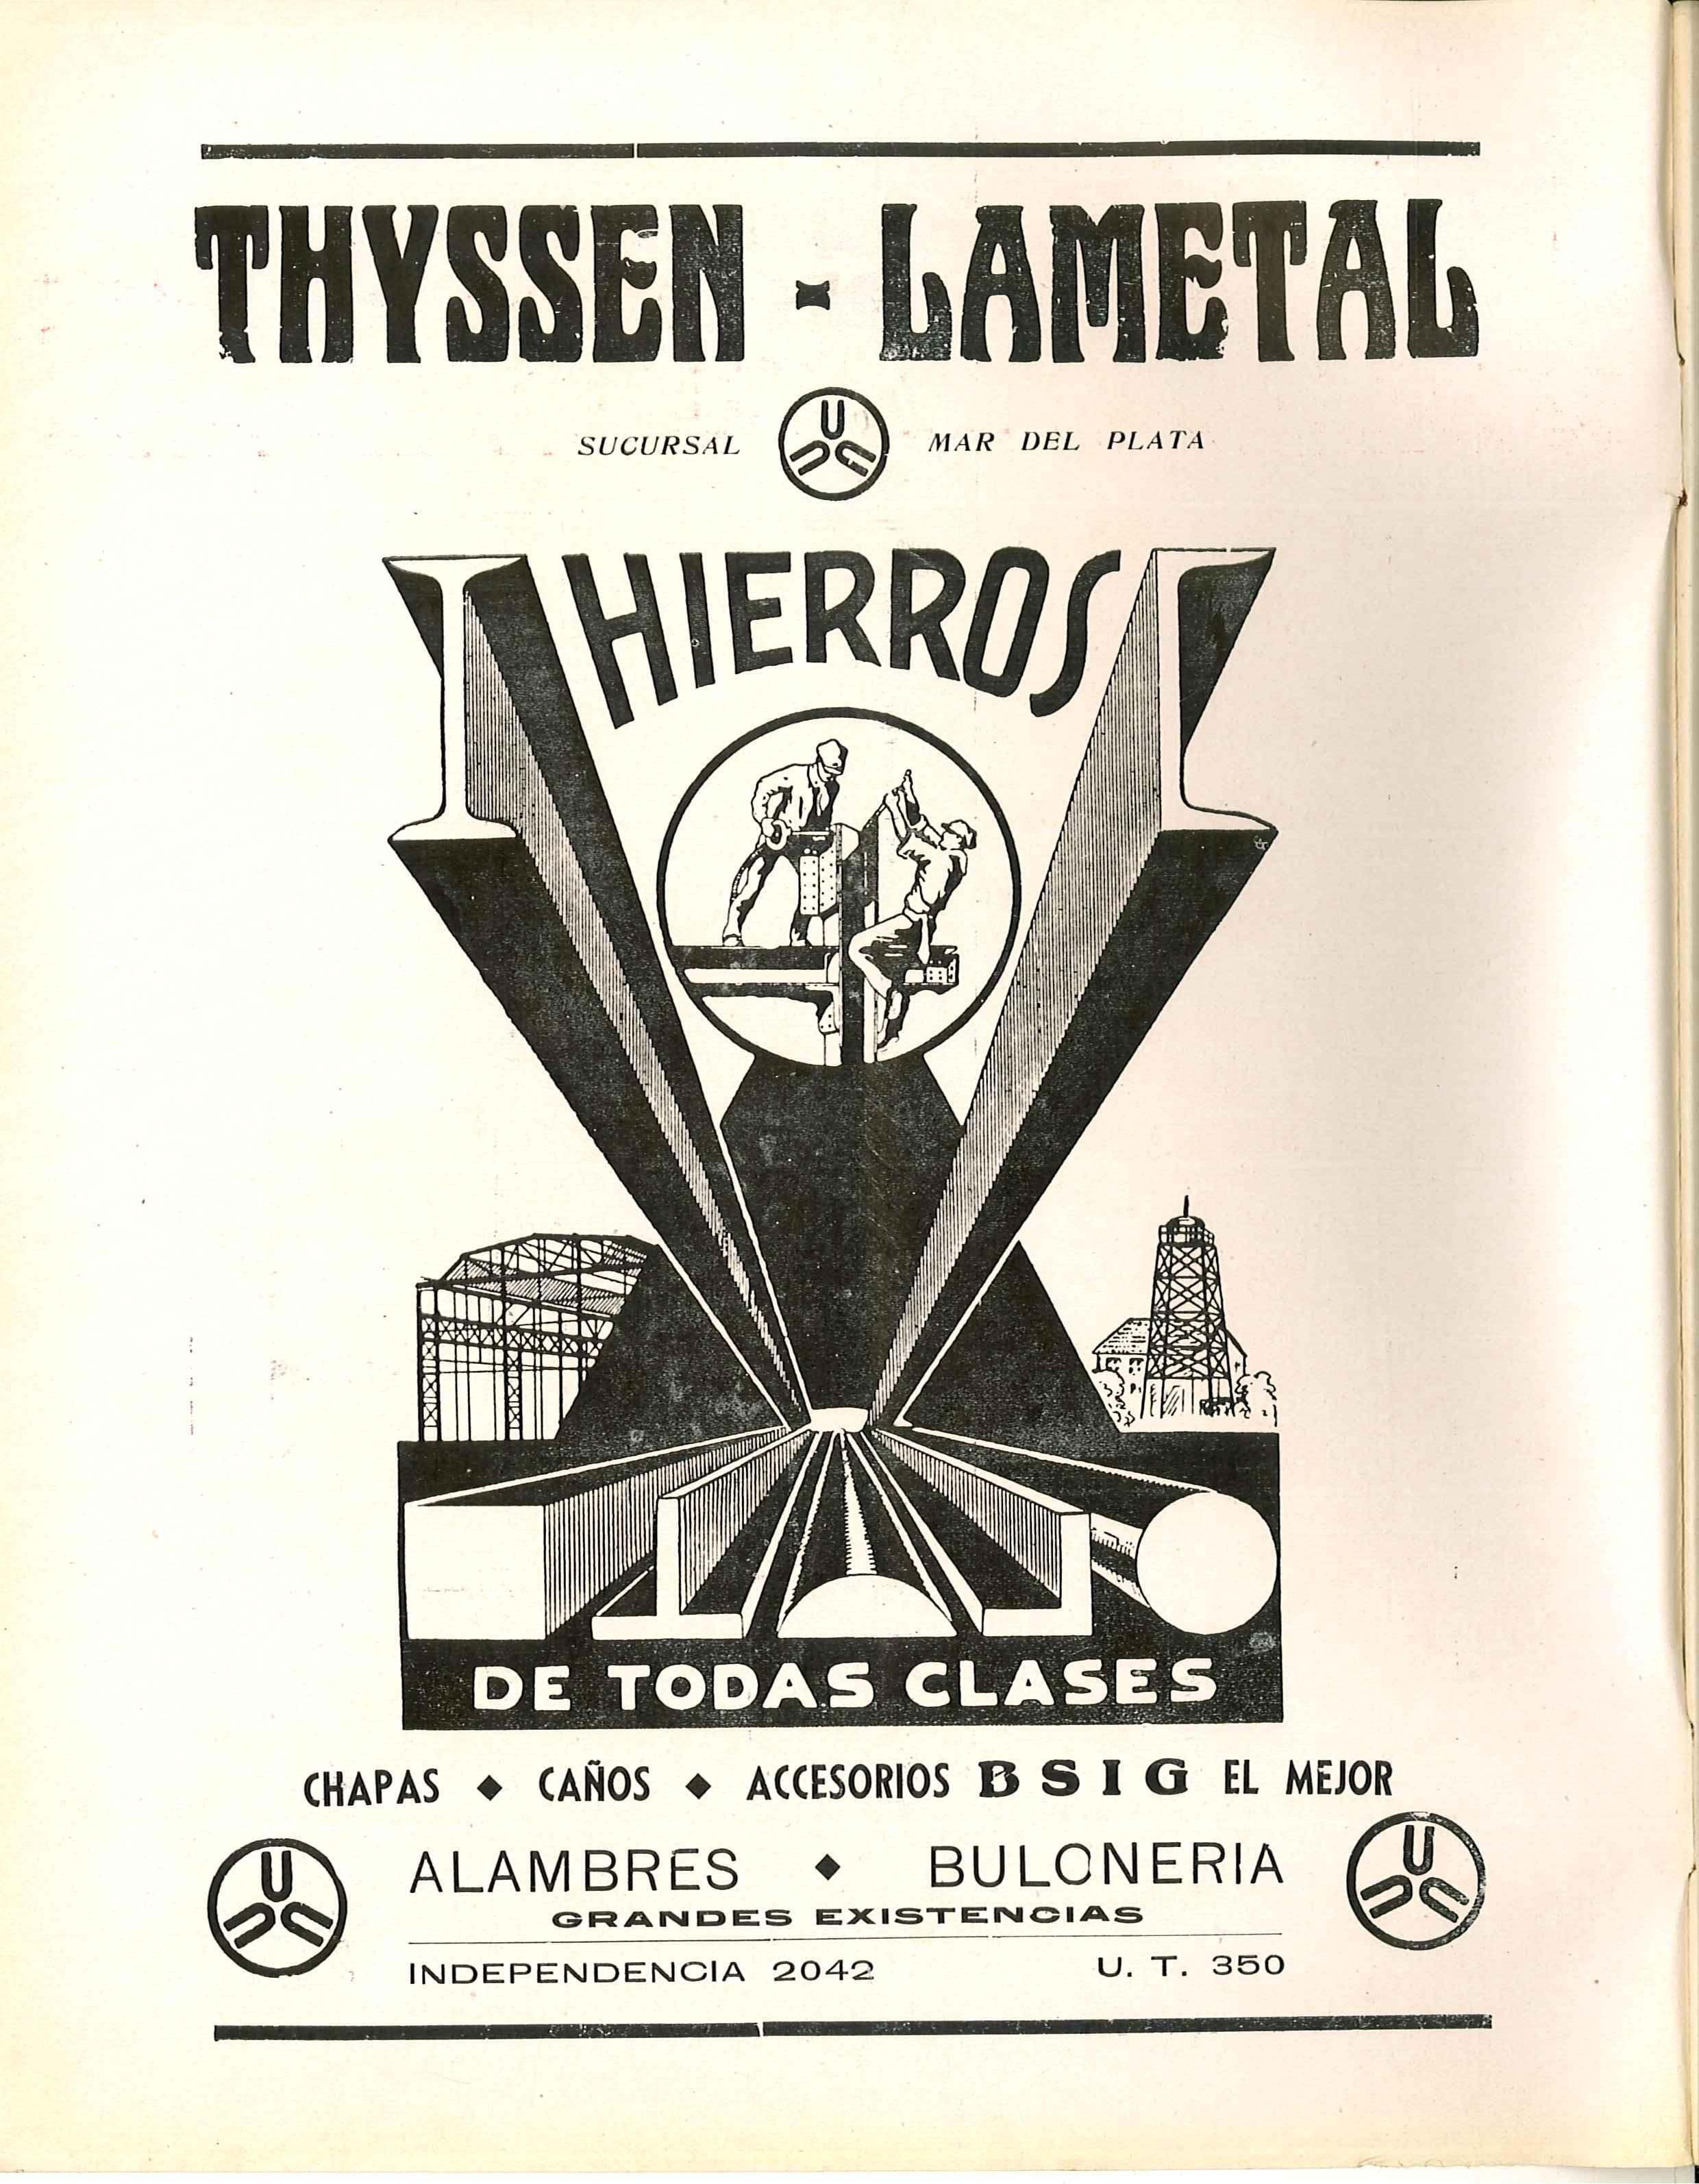 THYSSEN - LAMETAL
SUCURSAL MAR DEL PLATA
HIERROS
DE TODAS CLASES
CHAPAS ◆ CAÑOS ◆ ACCESORIOS BSIG EL MEJOR
ALAMBRES ◆ BULONERIA
GRANDES EXISTENCIAS
INDEPENDENCIA 2042 U. T. 350